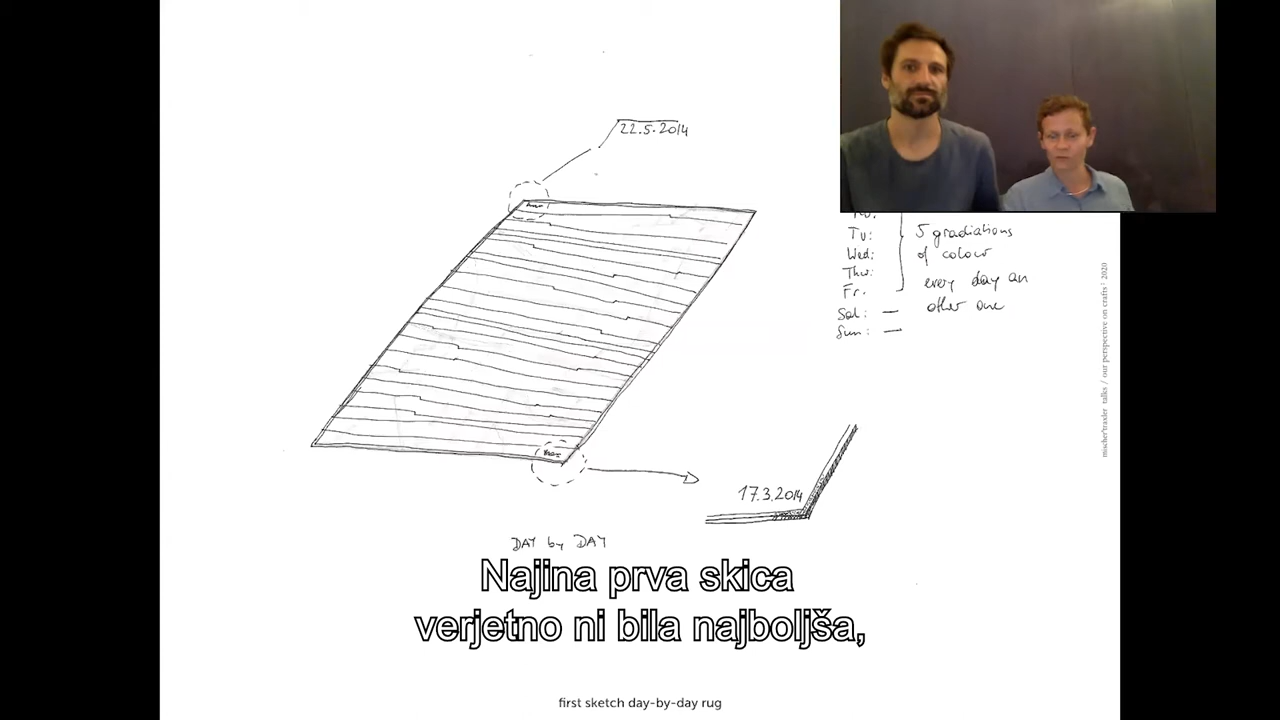 22.5.2014
Tu:
Wed:
Thu:
Fr.
Sat: —
Sun: —
5 gradiations
of colour
every day an
other one
mischer'traxler talks / our perspective on crafts² 2020
17.3.2014
DAY by DAY
Najina prva skica
verjetno ni bila najboljša,
first sketch day-by-day rug